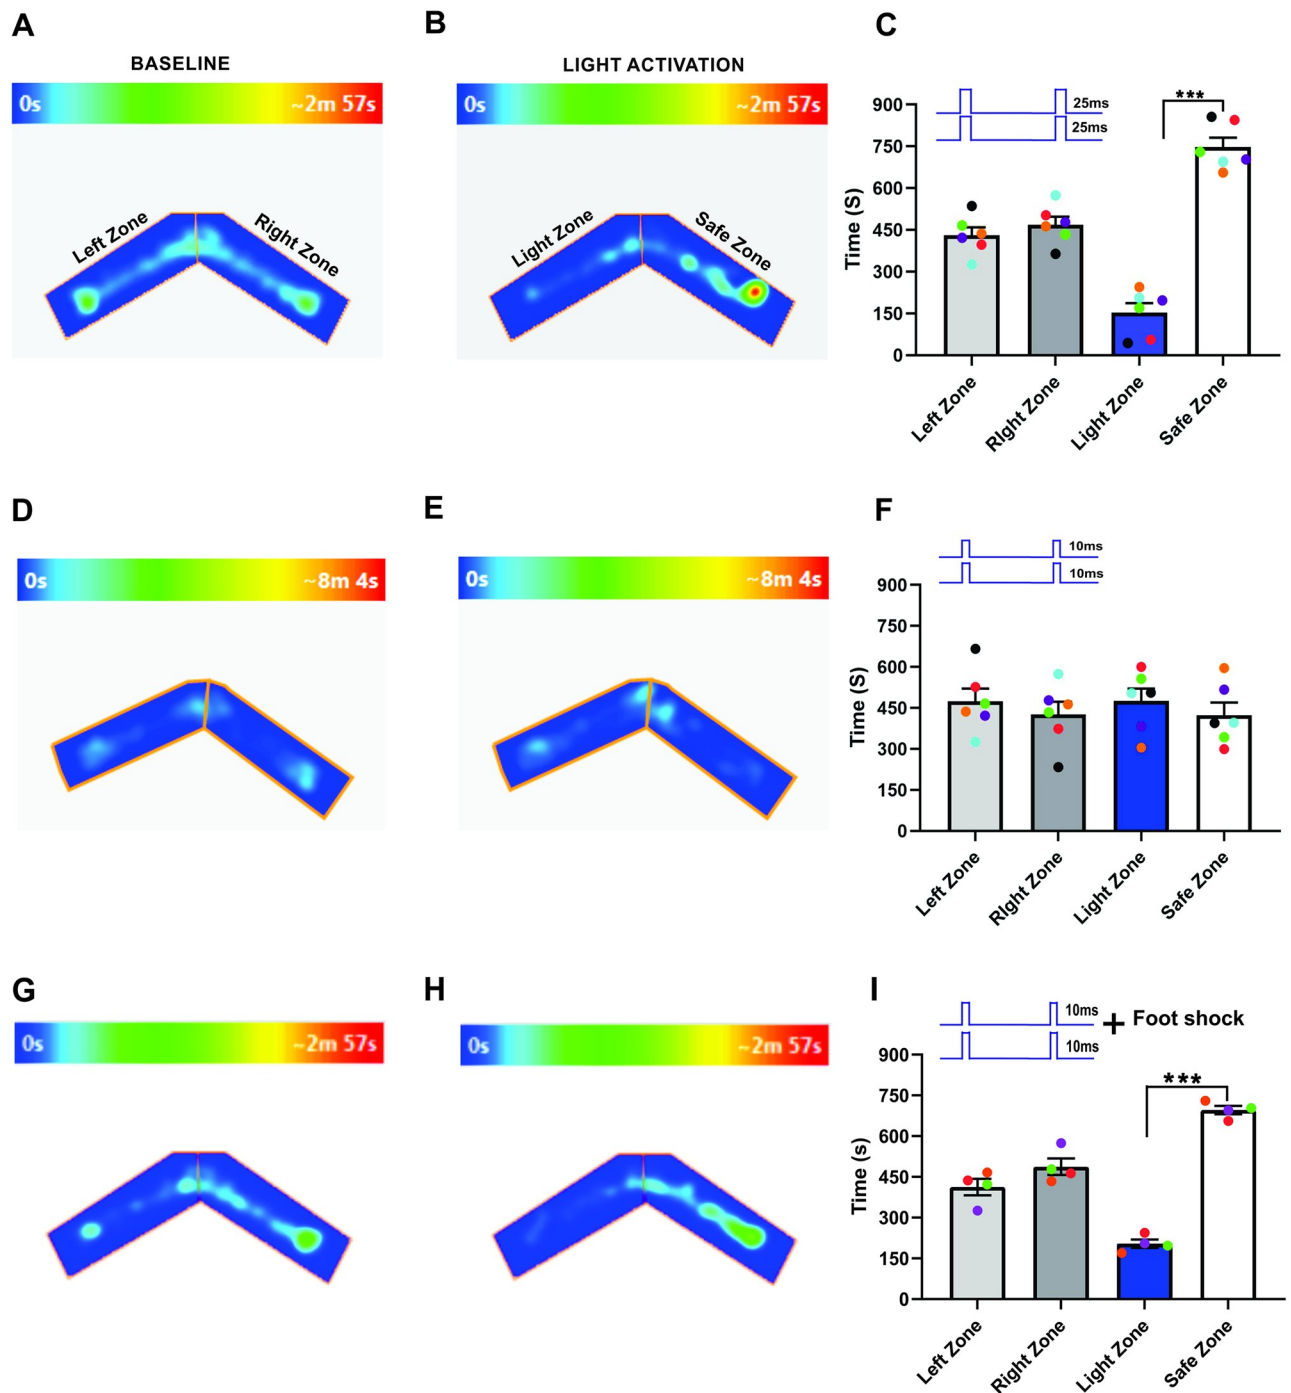 A
BASELINE
0s
~2m 57s
Left Zone
Right Zone
B
LIGHT ACTIVATION
0s
~2m 57s
Light Zone
Safe Zone
C
25ms
25ms
***
Time (S)
900
750
600
450
300
150
0
Left Zone
RIght Zone
Light Zone
Safe Zone
D
0s
~8m 4s
E
0s
~8m 4s
F
10ms
10ms
Time (S)
900
750
600
450
300
150
0
Left Zone
RIght Zone
Light Zone
Safe Zone
G
0s
~2m 57s
H
0s
~2m 57s
I
10ms
10ms
+ Foot shock
***
Time (s)
900
750
600
450
300
150
0
Left Zone
Right Zone
Light Zone
Safe Zone